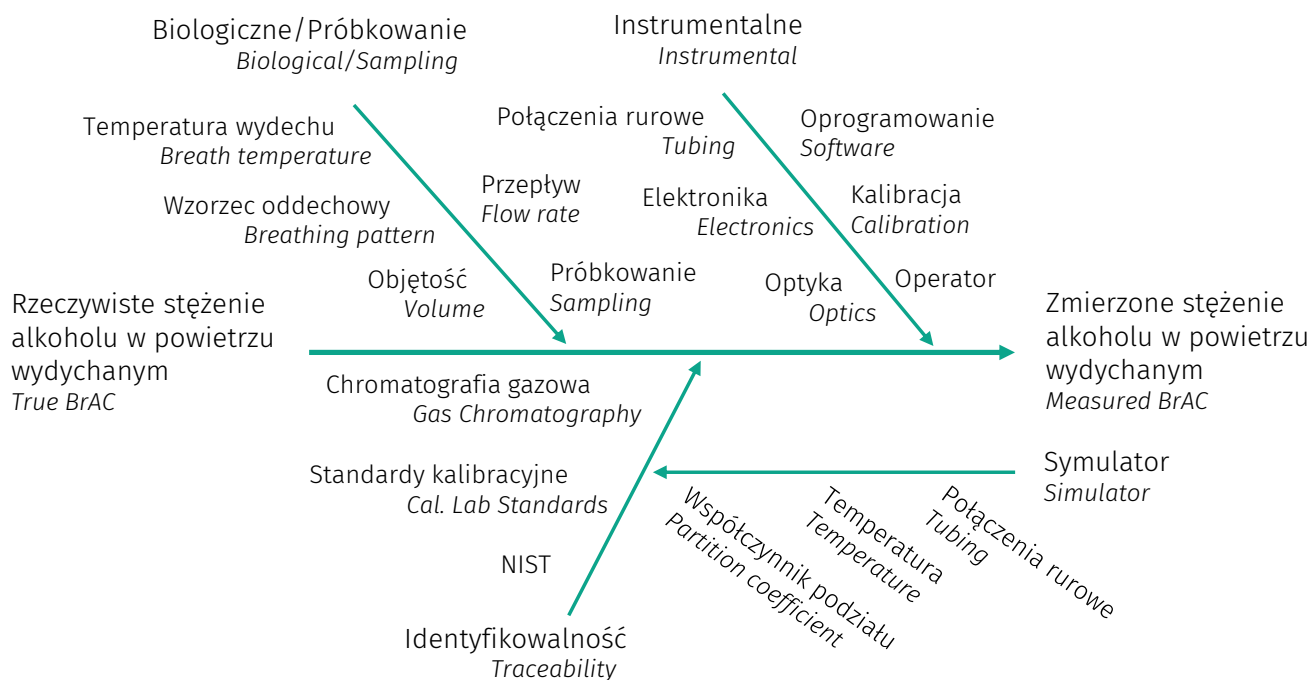 Biologiczne/Próbkowanie
Biological/Sampling
Instrumentalne
Instrumental
Temperatura wydechu
Breath temperature
Wzorzec oddechowy
Breathing pattern
Objętość
Volume
Przepływ
Flow rate
Próbkowanie
Sampling
Połączenia rurowe
Tubing
Elektronika
Electronics
Optyka
Optics
Oprogramowanie
Software
Kalibracja
Calibration
Operator
Rzeczywiste stężenie
alkoholu w powietrzu
wydychanym
True BrAC
Zmierzone stężenie
alkoholu w powietrzu
wydychanym
Measured BrAC
Chromatografia gazowa
Gas Chromatography
Standardy kalibracyjne
Cal. Lab Standards
NIST
Identyfikowalność
Traceability
Symulator
Simulator
Współczynnik podziału
Partition coefficient
Temperatura
Temperature
Połączenia rurowe
Tubing